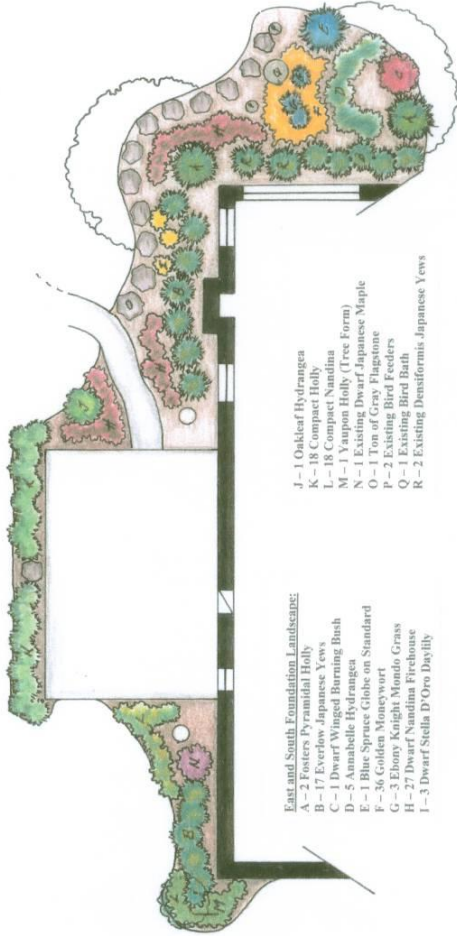 East and South Foundation Landscape:
A – 2 Fosters Pyramidal Holly
B – 17 Everlow Japanese Yews
C – 1 Dwarf Winged Burning Bush
D – 5 Annabelle Hydrangea
E – 1 Blue Spruce Globe on Standard
F – 36 Golden Moneywort
G – 3 Ebony Knight Mondo Grass
H – 27 Dwarf Nandina Firehouse
I – 3 Dwarf Stella D'Oro Daylily
J – 1 Oakleaf Hydrangea
K – 18 Compact Holly
L – 18 Compact Nandina
M – 1 Yaupon Holly (Tree Form)
N – 1 Existing Dwarf Japanese Maple
O – 1 Ton of Gray Flagstone
P – 2 Existing Bird Feeders
Q – 1 Existing Bird Bath
R – 2 Existing Densiformis Japanese Yews